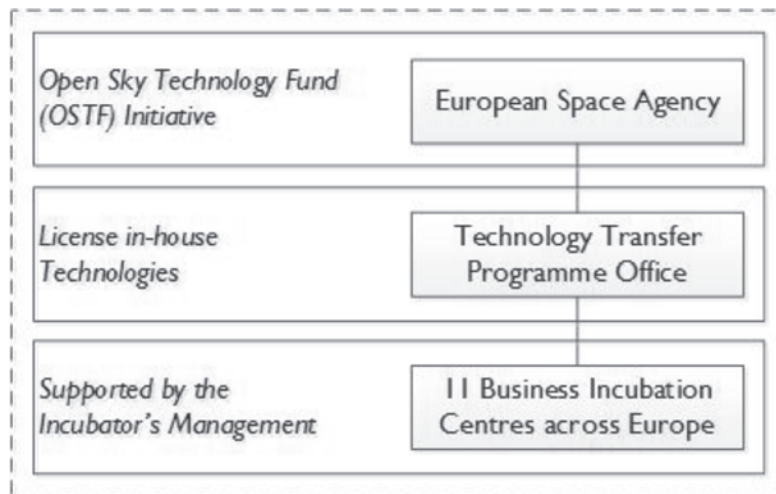 Open Sky Technology Fund
(OSTF) Initiative
European Space Agency
License in-house
Technologies
Technology Transfer
Programme Office
Supported by the
Incubator's Management
11 Business Incubation
Centres across Europe